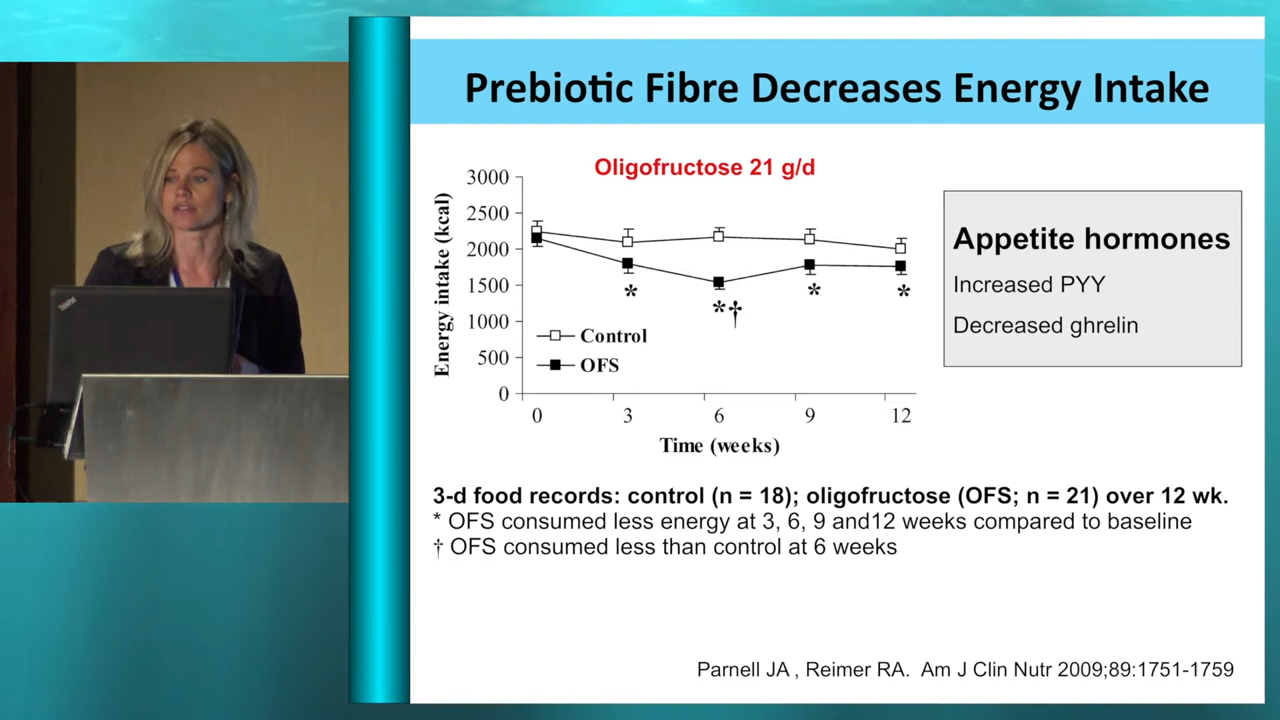 Prebiotic Fibre Decreases Energy Intake
Oligofructose 21 g/d
Energy intake (kcal)
3000
2500
2000
1500
1000
500
0
*
*†
*
*
Control
OFS
0 3 6 9 12
Time (weeks)
Appetite hormones
Increased PYY
Decreased ghrelin
3-d food records: control (n = 18); oligofructose (OFS; n = 21) over 12 wk.
* OFS consumed less energy at 3, 6, 9 and12 weeks compared to baseline
† OFS consumed less than control at 6 weeks
Parnell JA , Reimer RA. Am J Clin Nutr 2009;89:1751-1759
ThinkPad